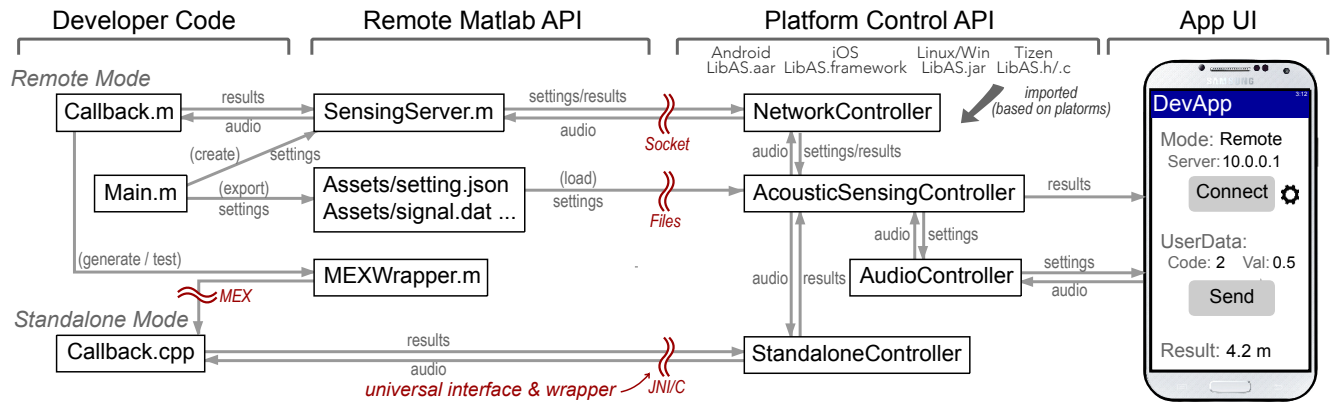 Developer Code
Remote Matlab API
Platform Control API
App UI
Android
LibAS.aar
iOS
LibAS.framework
Linux/Win
LibAS.jar
Tizen
LibAS.h/.c
imported
(based on platorms)
Remote Mode
Callback.m
results
audio
SensingServer.m
settings/results
audio
Socket
NetworkController
(create)
settings
audio
settings/results
Main.m
(export)
settings
Assets/setting.json
Assets/signal.dat ...
(load)
settings
Files
AcousticSensingController
results
audio
settings
(generate / test)
MEXWrapper.m
MEX
audio
results
AudioController
settings
audio
Standalone Mode
Callback.cpp
results
audio
universal interface & wrapper
JNI/C
StandaloneController
SAMSUNG
3:12
DevApp
Mode: Remote
Server: 10.0.0.1
Connect
UserData:
Code: 2 Val: 0.5
Send
Result: 4.2 m